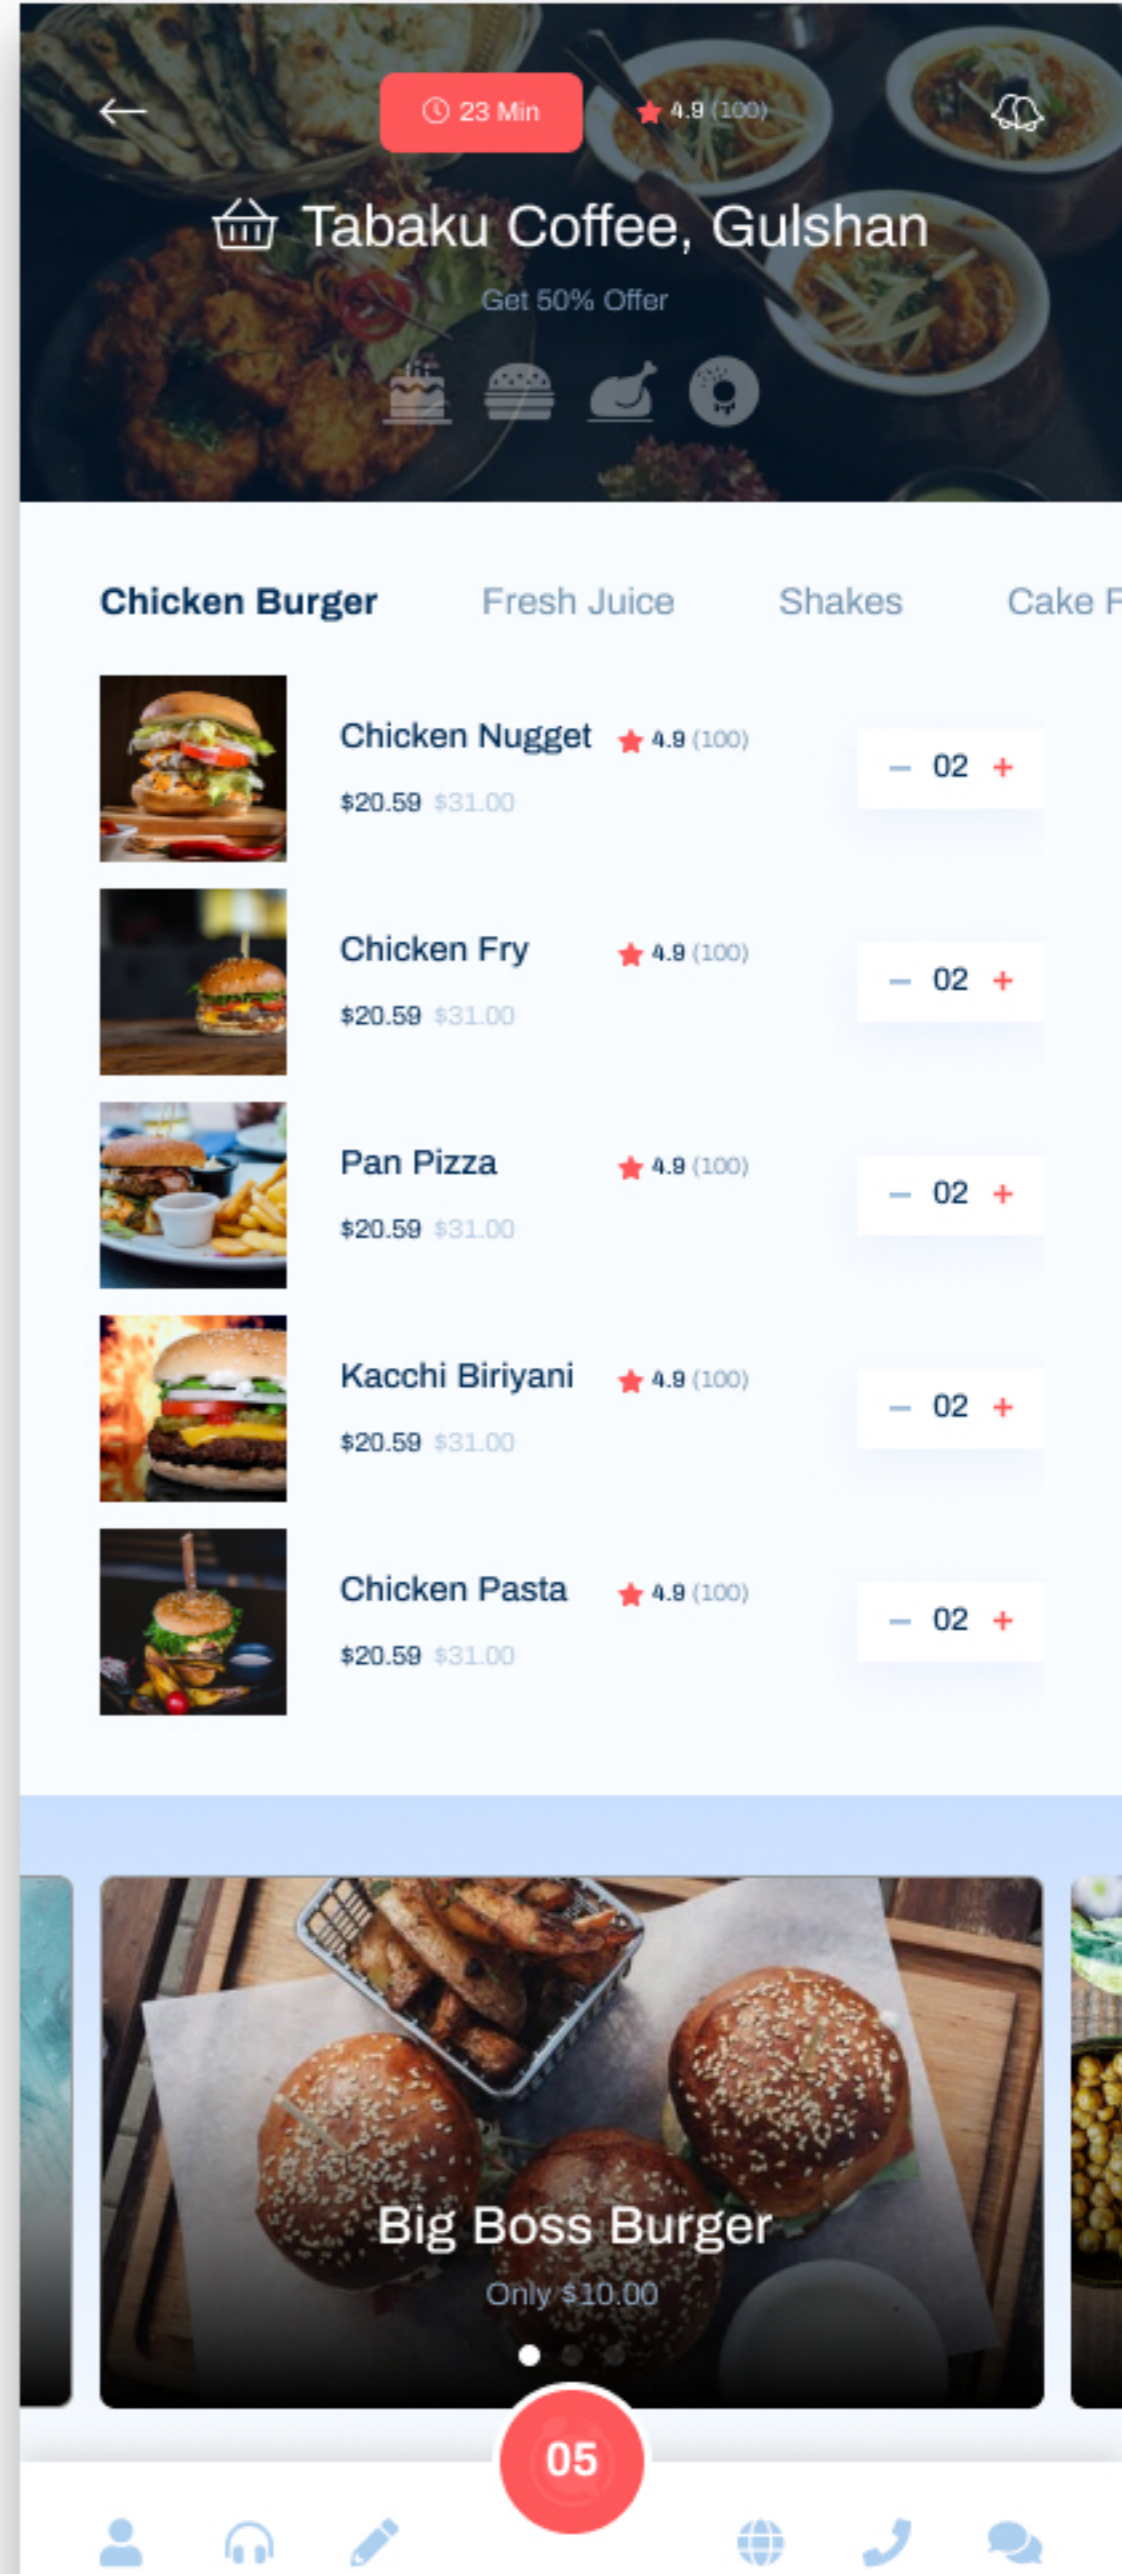 23 Min 4.9 (100)
Tabaku Coffee, Gulshan
Get 50% Offer
Chicken Burger Fresh Juice Shakes Cake F
Chicken Nugget 4.9 (100)
$20.59 $31.00
– 02 +
Chicken Fry 4.9 (100)
$20.59 $31.00
– 02 +
Pan Pizza 4.9 (100)
$20.59 $31.00
– 02 +
Kacchi Biriyani 4.9 (100)
$20.59 $31.00
– 02 +
Chicken Pasta 4.9 (100)
$20.59 $31.00
– 02 +
Big Boss Burger
Only $10.00
05